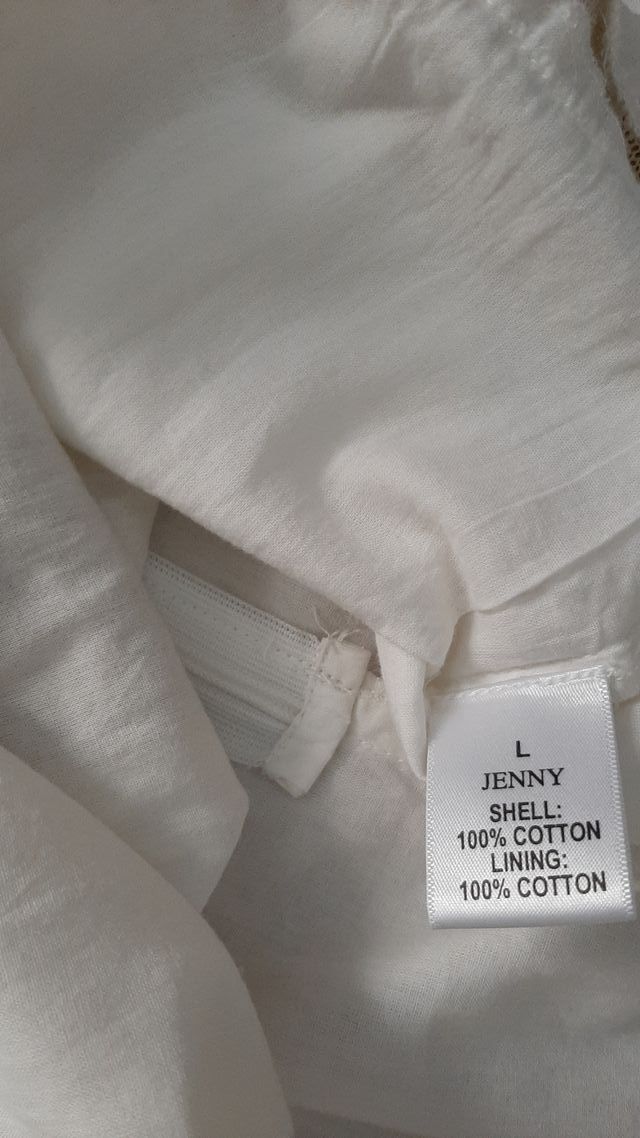 L
JENNY
SHELL:
100% COTTON
LINING:
100% COTTON